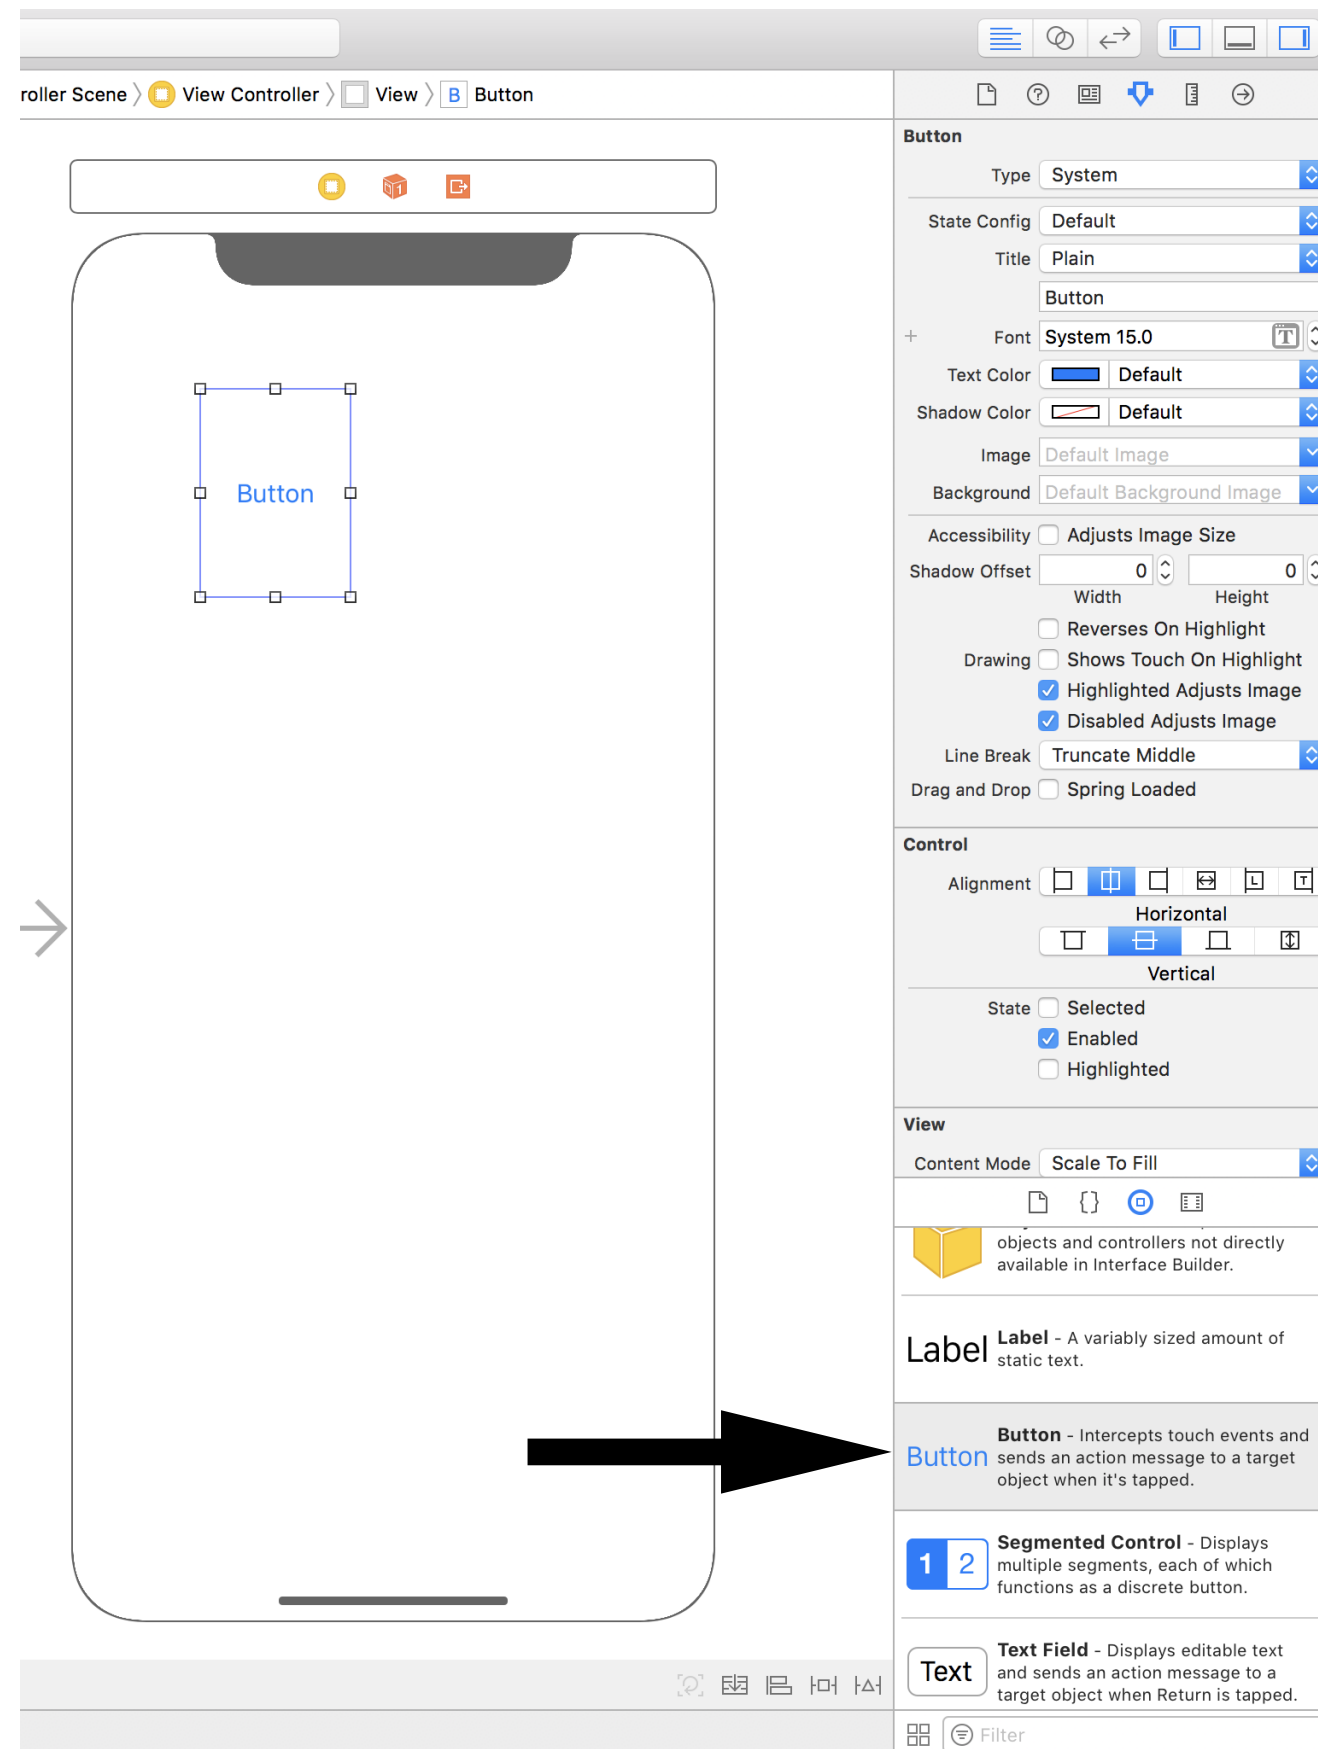 roller Scene 〉 View Controller 〉 View 〉 B Button
Button
Type System
State Config Default
Title Plain
Button
+ Font System 15.0 T
Text Color Default
Shadow Color Default
Image Default Image
Background Default Background Image
Accessibility Adjusts Image Size
Shadow Offset 0 0
Width Height
Reverses On Highlight
Drawing Shows Touch On Highlight
Highlighted Adjusts Image
Disabled Adjusts Image
Line Break Truncate Middle
Drag and Drop Spring Loaded
Control
Alignment L T
Horizontal
Vertical
State Selected
Enabled
Highlighted
View
Content Mode Scale To Fill
{}
objects and controllers not directly
available in Interface Builder.
Label
Label - A variably sized amount of
static text.
Button
Button - Intercepts touch events and
sends an action message to a target
object when it's tapped.
1 2
Segmented Control - Displays
multiple segments, each of which
functions as a discrete button.
Text
Text Field - Displays editable text
and sends an action message to a
target object when Return is tapped.
Filter
1
Button